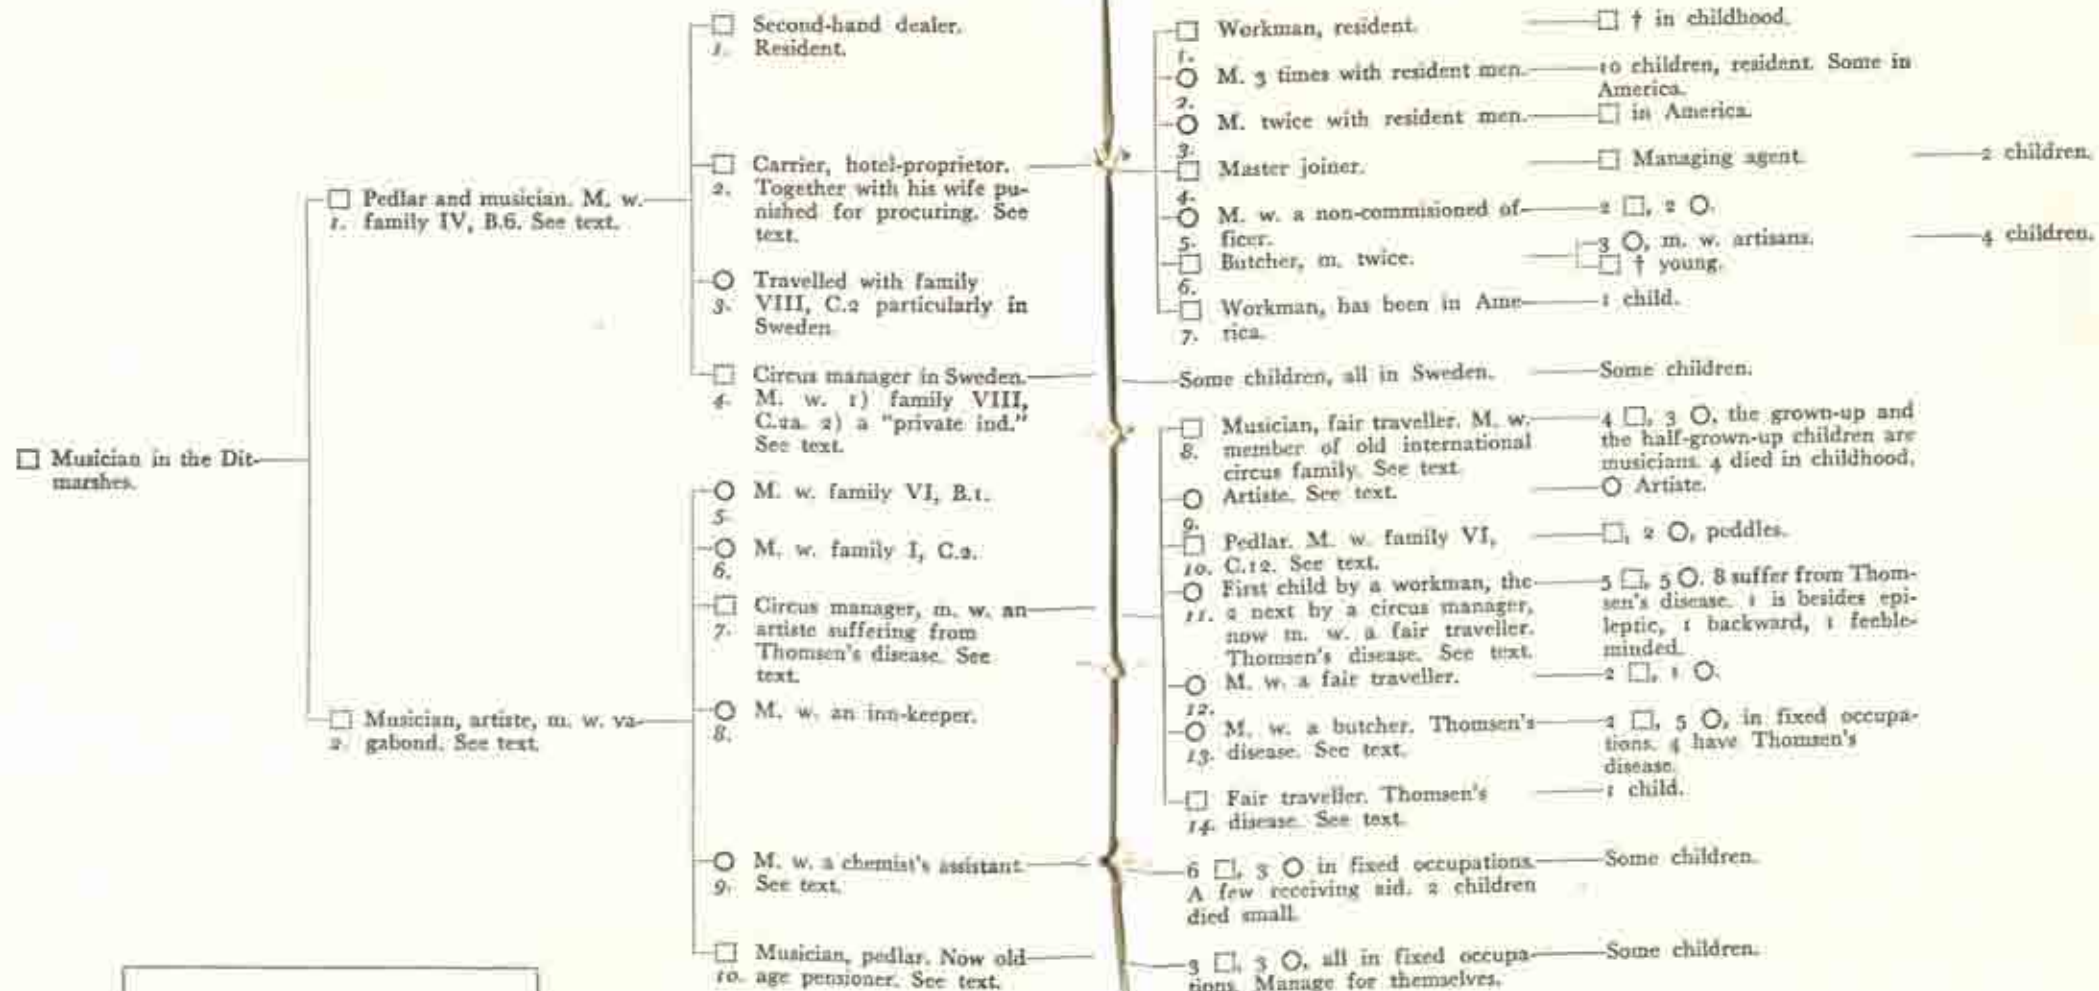 Musician in the Dit-
marshes.
Pedlar and musician. M. w.
1. family IV, B.6. See text.
Musician, artiste, m. w. va-
2. gabond. See text.
Second-hand dealer.
1. Resident.
Carrier, hotel-proprietor.
2. Together with his wife pu-
nished for procuring. See
text.
Travelled with family
3. VIII, C.2 particularly in
Sweden.
Circus manager in Sweden.
4. M. w. 1) family VIII,
C.2a. 2) a "private ind."
See text.
M. w. family VI, B.1.
5.
M. w. family I, C.2.
6.
Circus manager, m. w. an
7. artiste suffering from
Thomsen's disease. See
text.
M. w. an inn-keeper.
8.
M. w. a chemist's assistant.
9. See text.
Musician, pedlar. Now old
10. age pensioner. See text.
Workman, resident.
1.
M. 3 times with resident men.
2.
M. twice with resident men.
3.
Master joiner.
4.
M. w. a non-commisioned of-
5. ficer.
Butcher, m. twice.
6.
Workman, has been in Ame-
7. rica.
Some children, all in Sweden.
Musician, fair traveller. M. w.
8. member of old international
circus family. See text.
Artiste. See text.
9.
Pedlar. M. w. family VI,
10. C.12. See text.
First child by a workman, the
11. 2 next by a circus manager,
now m. w. a fair traveller.
Thomsen's disease. See text.
M. w. a fair traveller.
12.
M. w. a butcher. Thomsen's
13. disease. See text.
Fair traveller. Thomsen's
14. disease. See text.
6 □, 3 ○ in fixed occupations.
A few receiving aid. 2 children
died small.
3 □, 3 ○, all in fixed occupa-
tions. Manage for themselves.
□ † in childhood.
10 children, resident. Some in
America.
□ in America.
□ Managing agent.
2 children.
2 □, 2 ○.
3 ○, m. w. artisans.
4 children.
□ † young.
1 child.
Some children.
4 □, 3 ○, the grown-up and
the half-grown-up children are
musicians. 4 died in childhood.
○ Artiste.
□, 2 ○, peddles.
5 □, 5 ○. 8 suffer from Thom-
sen's disease. 1 is besides epi-
leptic, 1 backward, 1 feeble-
minded.
2 □, 1 ○.
□, 5 ○, in fixed occupa-
tions. 4 have Thomsen's
disease.
1 child.
Some children.
Some children.